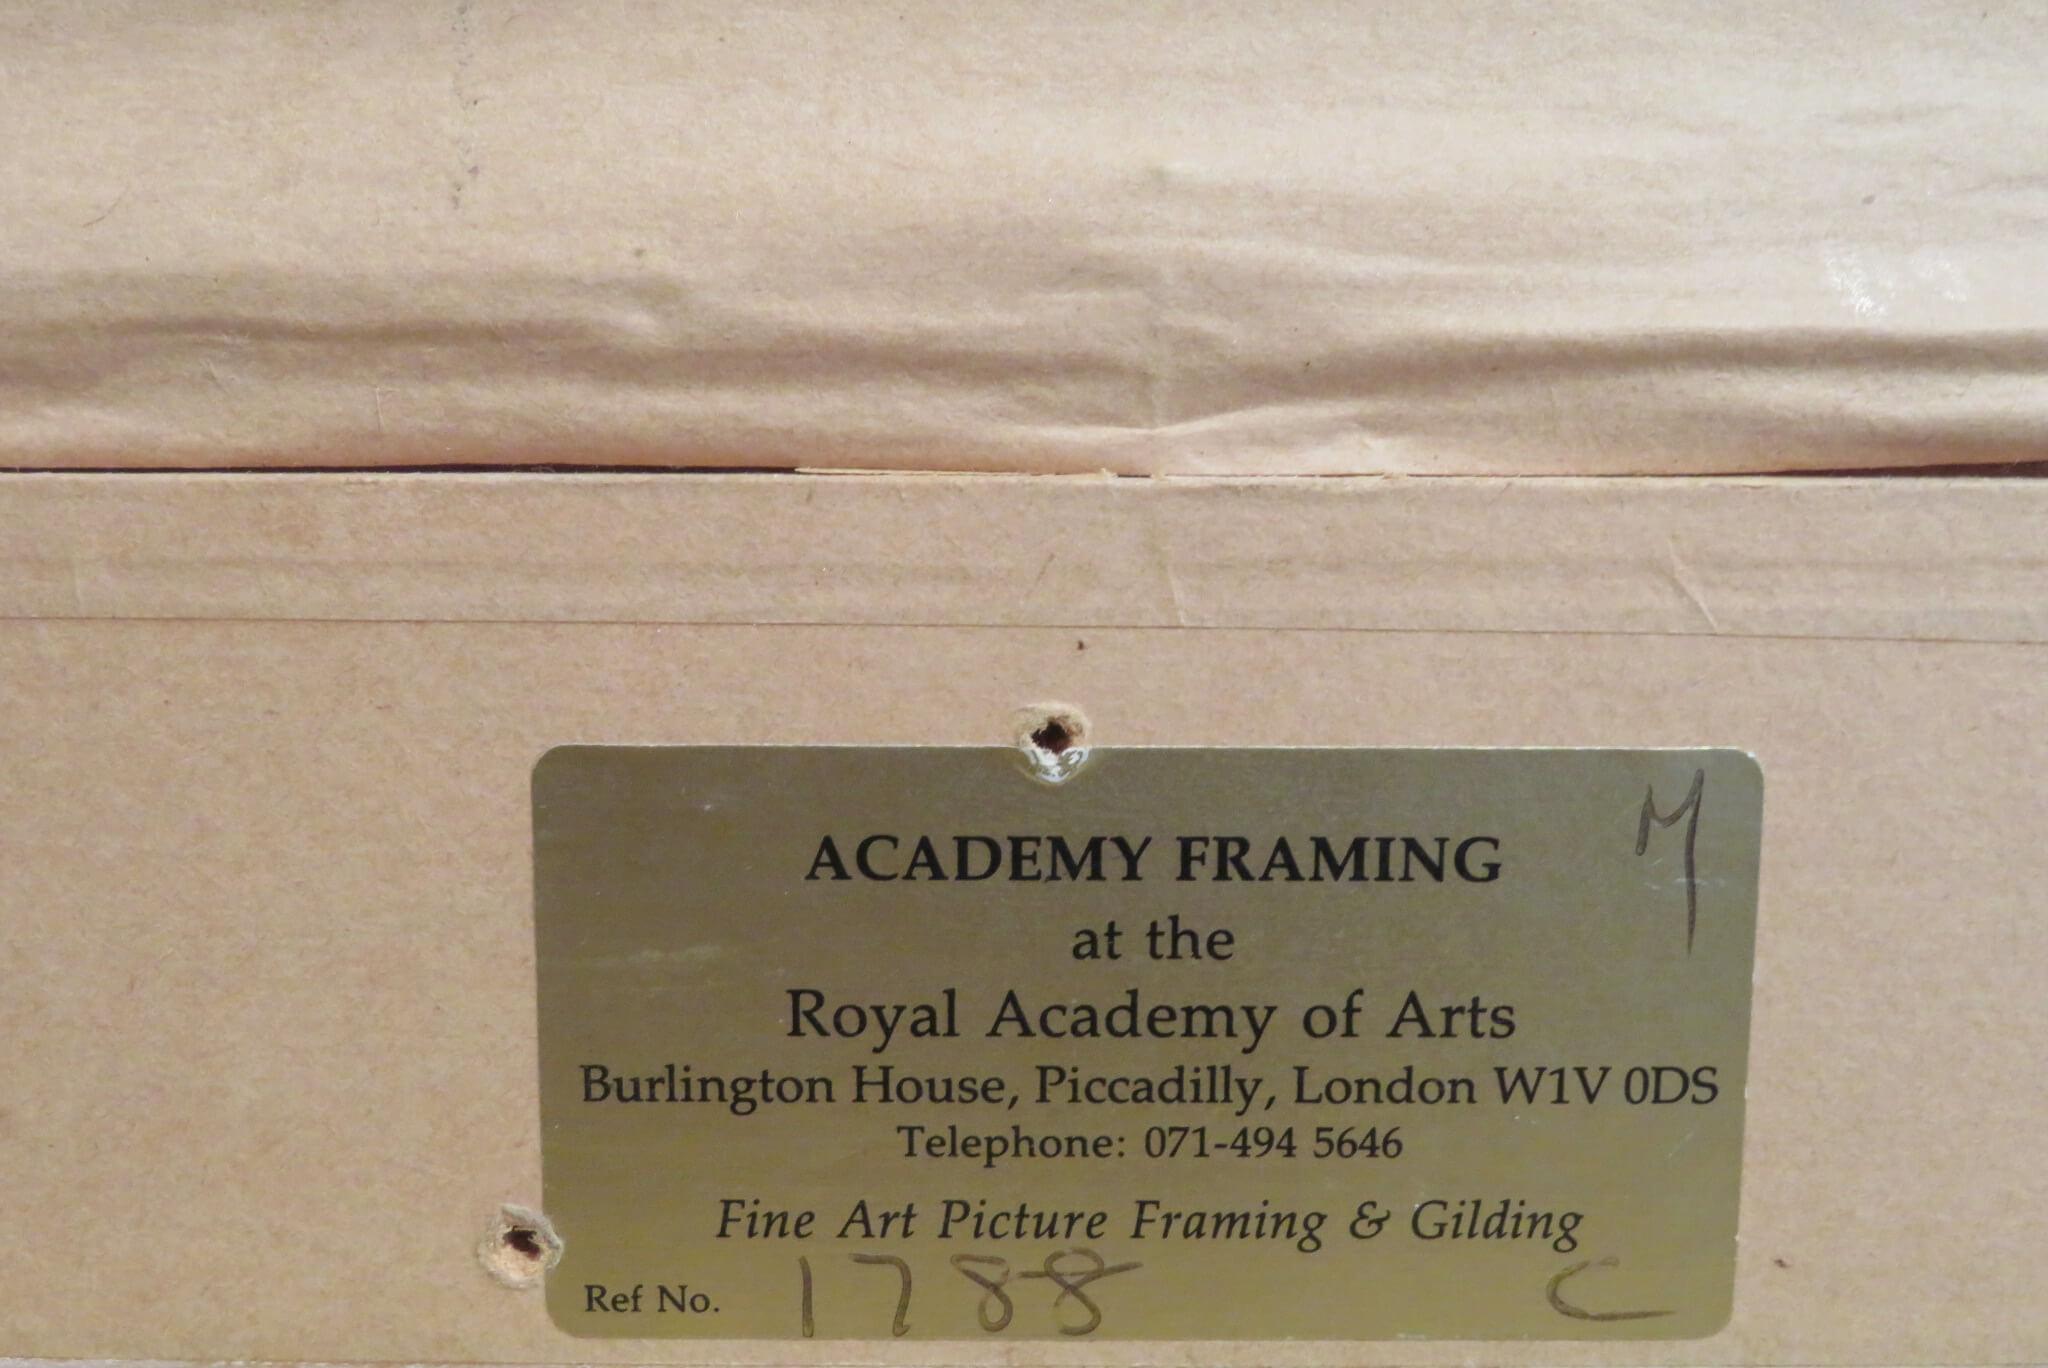 ACADEMY FRAMING
at the
Royal Academy of Arts
Burlington House, Piccadilly, London W1V 0DS
Telephone: 071-494 5646
Fine Art Picture Framing & Gilding
Ref No. 1788 C